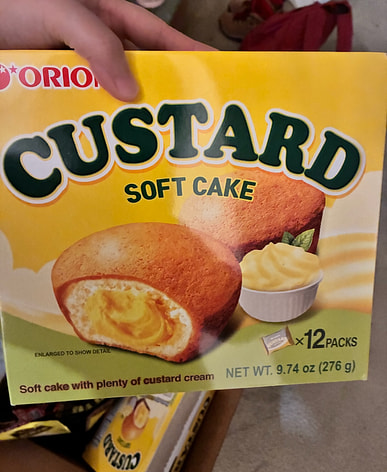 ORION
CUSTARD
SOFT CAKE
ENLARGED TO SHOW DETAIL
×12 PACKS
Soft cake with plenty of custard cream
NET WT. 9.74 oz (276 g)
CUSTARD